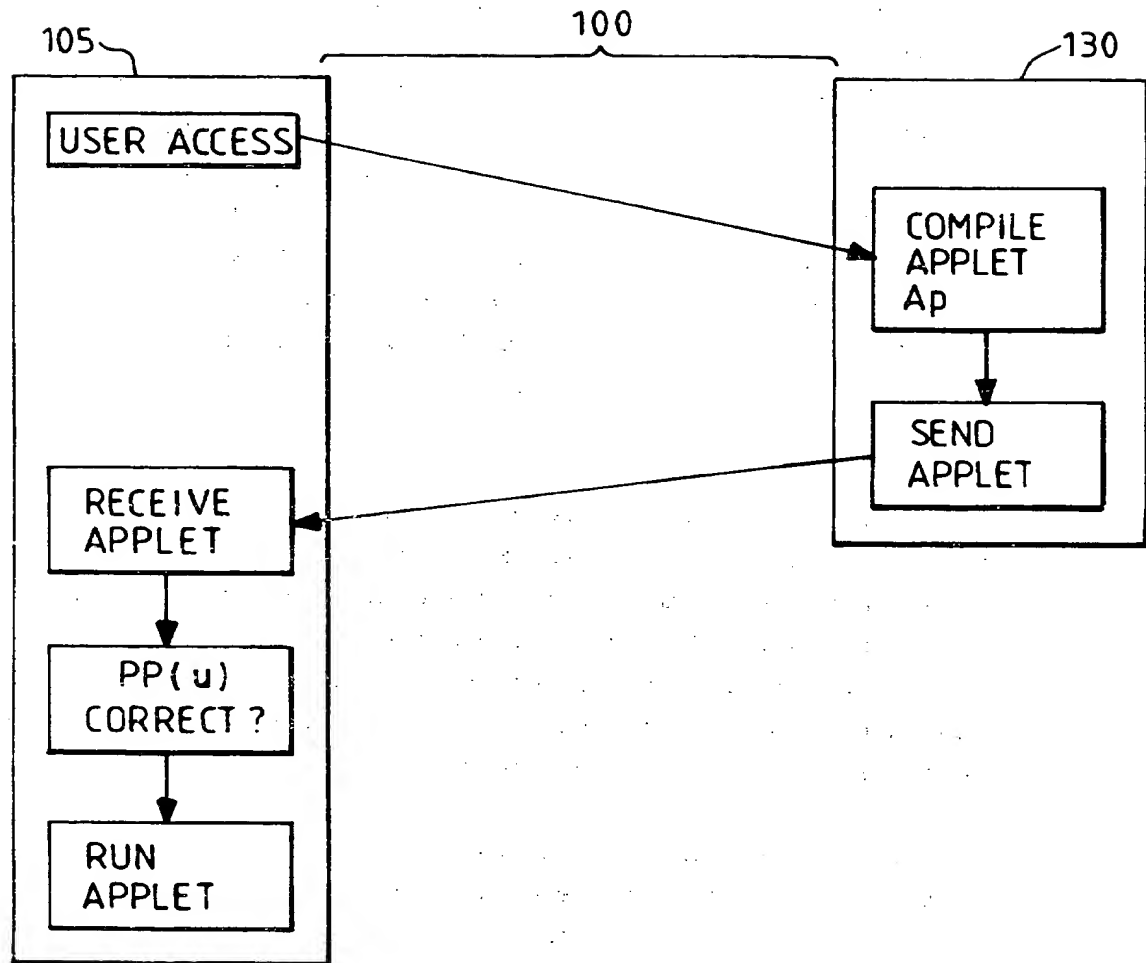 105
100
130
USER ACCESS
COMPILE
APPLET
Ap
SEND
APPLET
RECEIVE
APPLET
PP(u)
CORRECT ?
RUN
APPLET